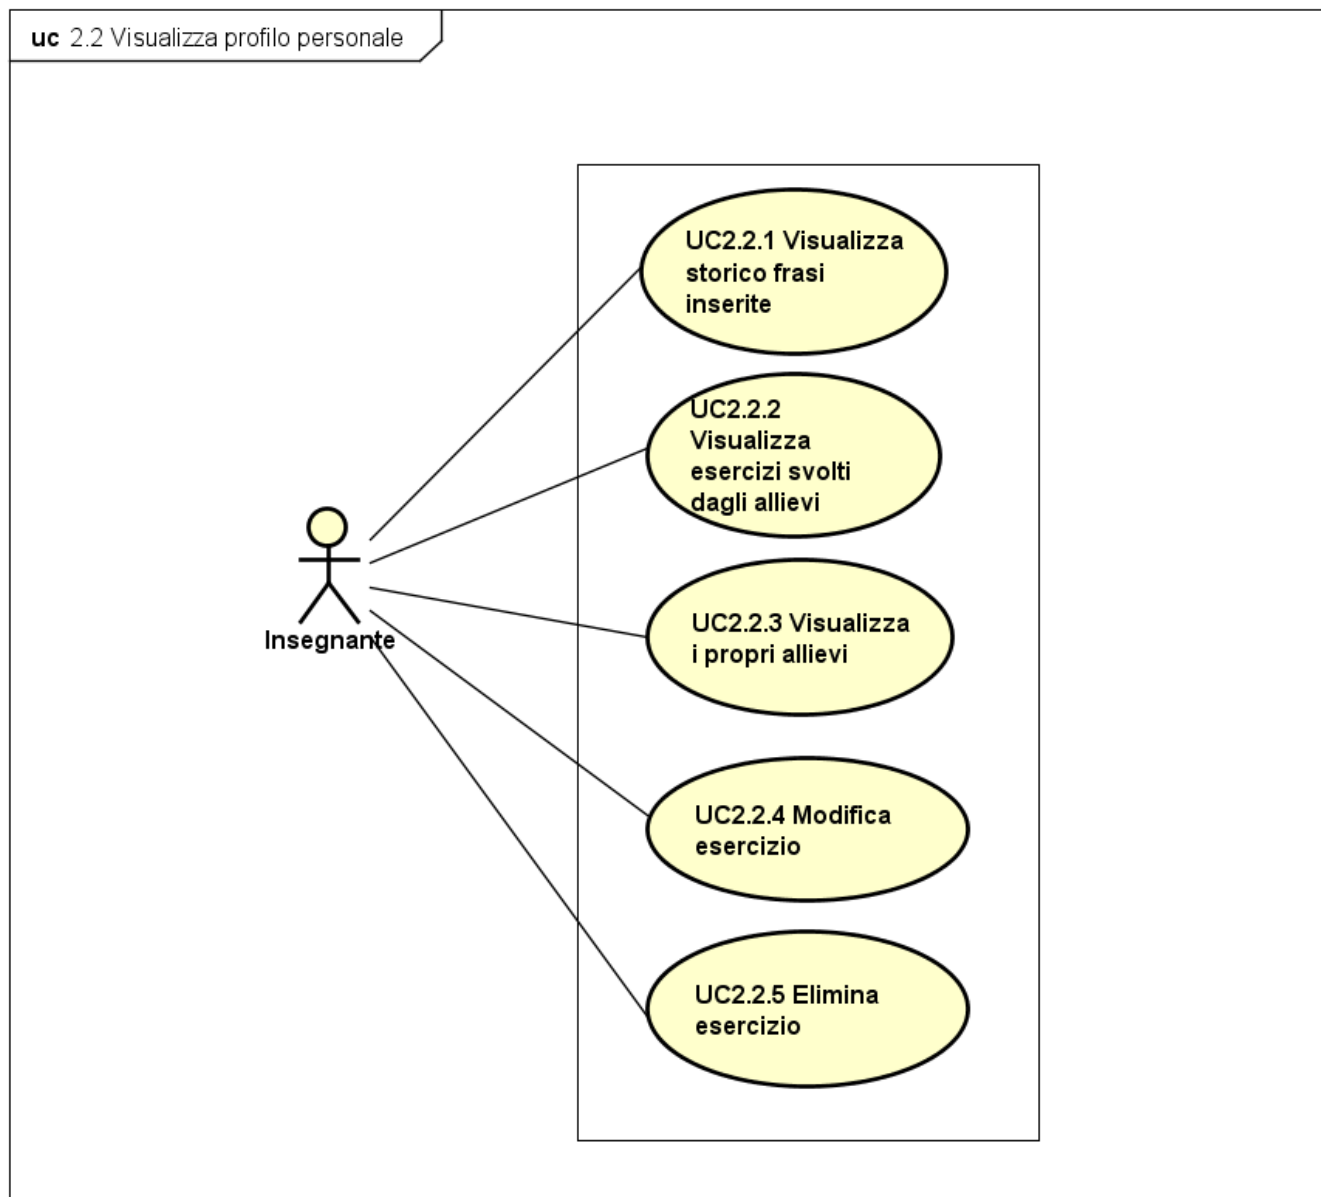 uc 2.2 Visualizza profilo personale
UC2.2.1 Visualizza
storico frasi
inserite
UC2.2.2
Visualizza
esercizi svolti
dagli allievi
Insegnante
UC2.2.3 Visualizza
i propri allievi
UC2.2.4 Modifica
esercizio
UC2.2.5 Elimina
esercizio